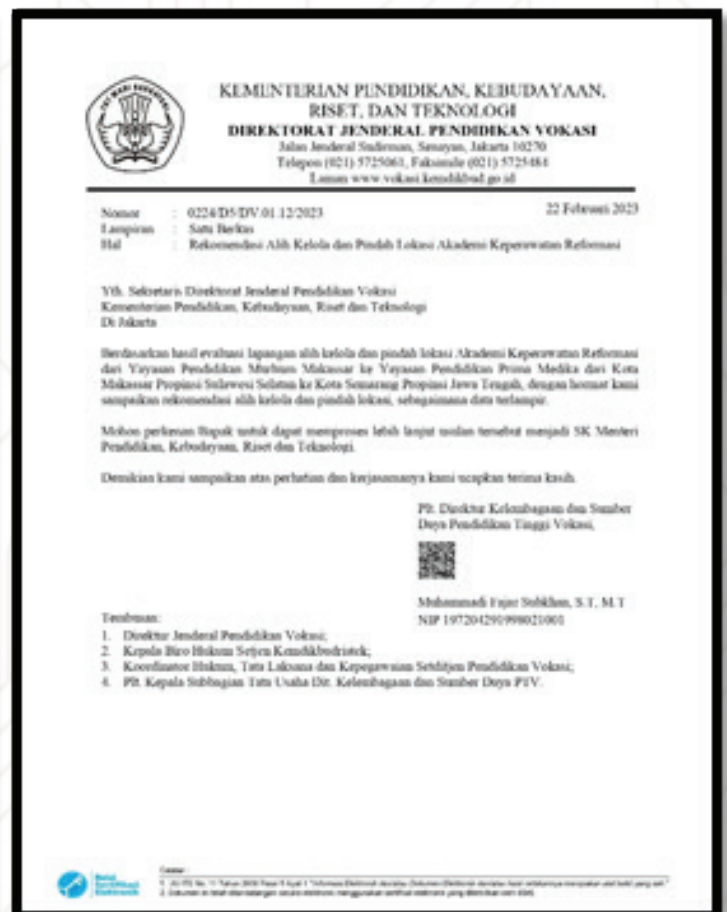 KEMENTERIAN PENDIDIKAN, KEBUDAYAAN,
RISET, DAN TEKNOLOGI
DIREKTORAT JENDERAL PENDIDIKAN VOKASI
Jalan Jenderal Sudirman, Senayan, Jakarta 10270
Telepon (021) 5725061, Faksimile (021) 5725484
Laman www.vokasi.kemdikbud.go.id
Nomor : 0224/D5/DV.01.12/2023 22 Februari 2023
Lampiran : Satu Berkas
Hal : Rekomendasi Alih Kelola dan Pindah Lokasi Akademi Keperawatan Reformasi
Yth. Sekretaris Direktorat Jenderal Pendidikan Vokasi
Kementerian Pendidikan, Kebudayaan, Riset dan Teknologi
Di Jakarta
Berdasarkan hasil evaluasi lapangan alih kelola dan pindah lokasi Akademi Keperawatan Reformasi
dari Yayasan Pendidikan Makassar ke Yayasan Pendidikan Prima Medika dari Kota
Makassar Propinsi Sulawesi Selatan ke Kota Semarang Propinsi Jawa Tengah, dengan hormat kami
sampaikan rekomendasi alih kelola dan pindah lokasi, sebagaimana data terlampir.
Mohon perkenan Bapak untuk dapat memproses lebih lanjut usulan tersebut menjadi SK Menteri
Pendidikan, Kebudayaan, Riset dan Teknologi.
Demikian kami sampaikan atas perhatian dan kerjasamanya kami ucapkan terima kasih.
Plt. Direktur Kelembagaan dan Sumber
Daya Pendidikan Tinggi Vokasi,
Muhammad Fajar Subkhan, S.T, M.T
NIP 197204291998021001
Tembusan:
1. Direktur Jenderal Pendidikan Vokasi;
2. Kepala Biro Hukum Setjen Kemdikbudristek;
3. Koordinator Hukum, Tata Laksana dan Kepegawaian Setditjen Pendidikan Vokasi;
4. Plt. Kepala Subbagian Tata Usaha Dit. Kelembagaan dan Sumber Daya PTV.
Balai
Sertifikasi
Elektronik